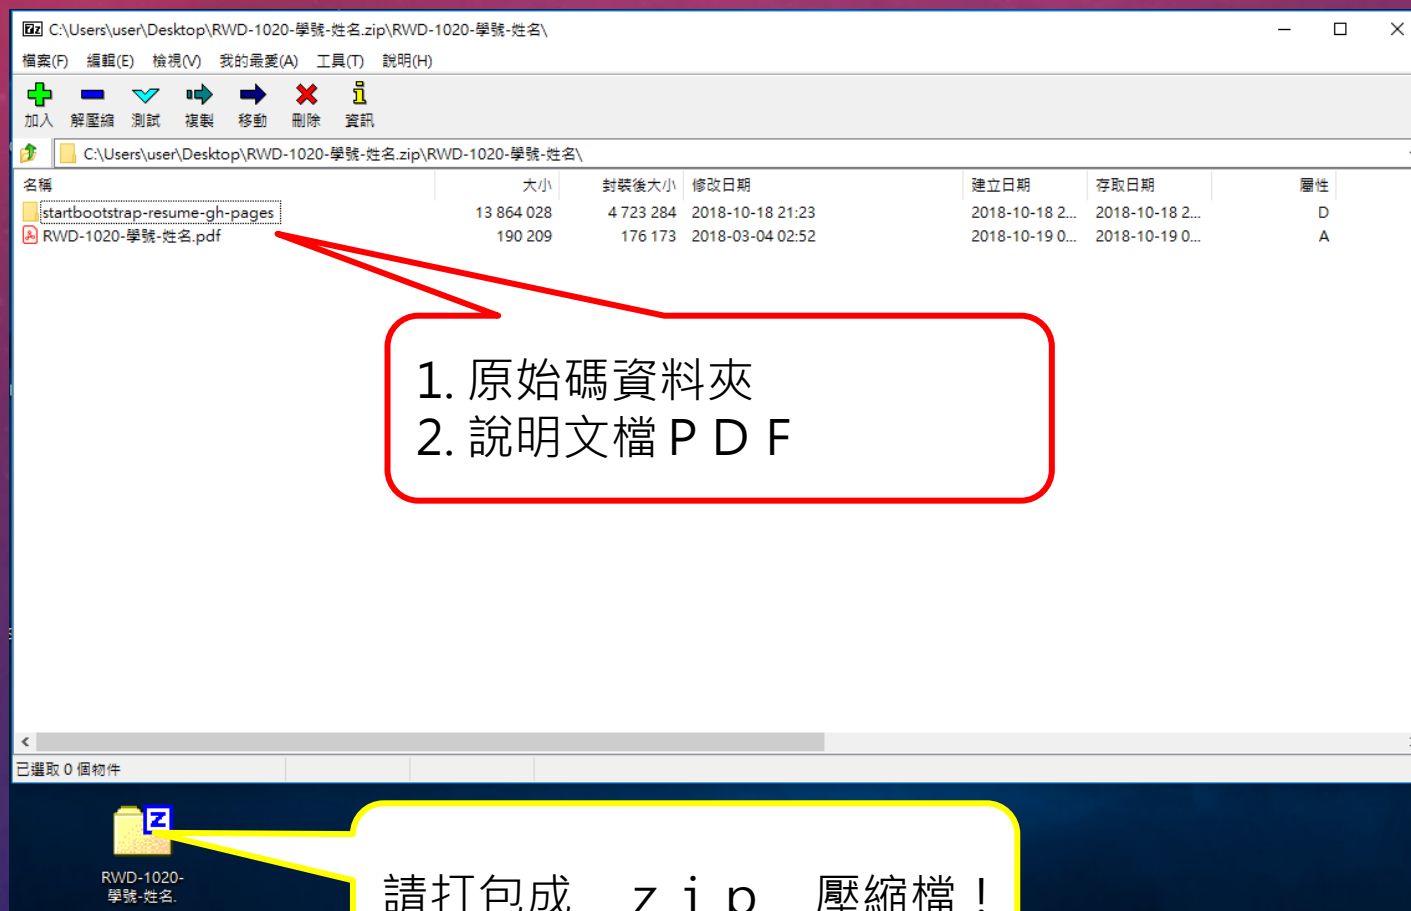 C:\Users\user\Desktop\RWD-1020-學號-姓名.zip\RWD-1020-學號-姓名\
檔案(F) 編輯(E) 檢視(V) 我的最愛(A) 工具(T) 說明(H)
加入 解壓縮 測試 複製 移動 刪除 資訊
C:\Users\user\Desktop\RWD-1020-學號-姓名.zip\RWD-1020-學號-姓名\
名稱 大小 封裝後大小 修改日期 建立日期 存取日期 屬性
startbootstrap-resume-gh-pages 13 864 028 4 723 284 2018-10-18 21:23 2018-10-18 2... 2018-10-18 2... D
RWD-1020-學號-姓名.pdf 190 209 176 173 2018-03-04 02:52 2018-10-19 0... 2018-10-19 0... A
1. 原始碼資料夾
2. 說明文檔ＰＤＦ
已選取 0 個物件
RWD-1020-
學號-姓名.
請打包成 ｚｉｐ 壓縮檔！